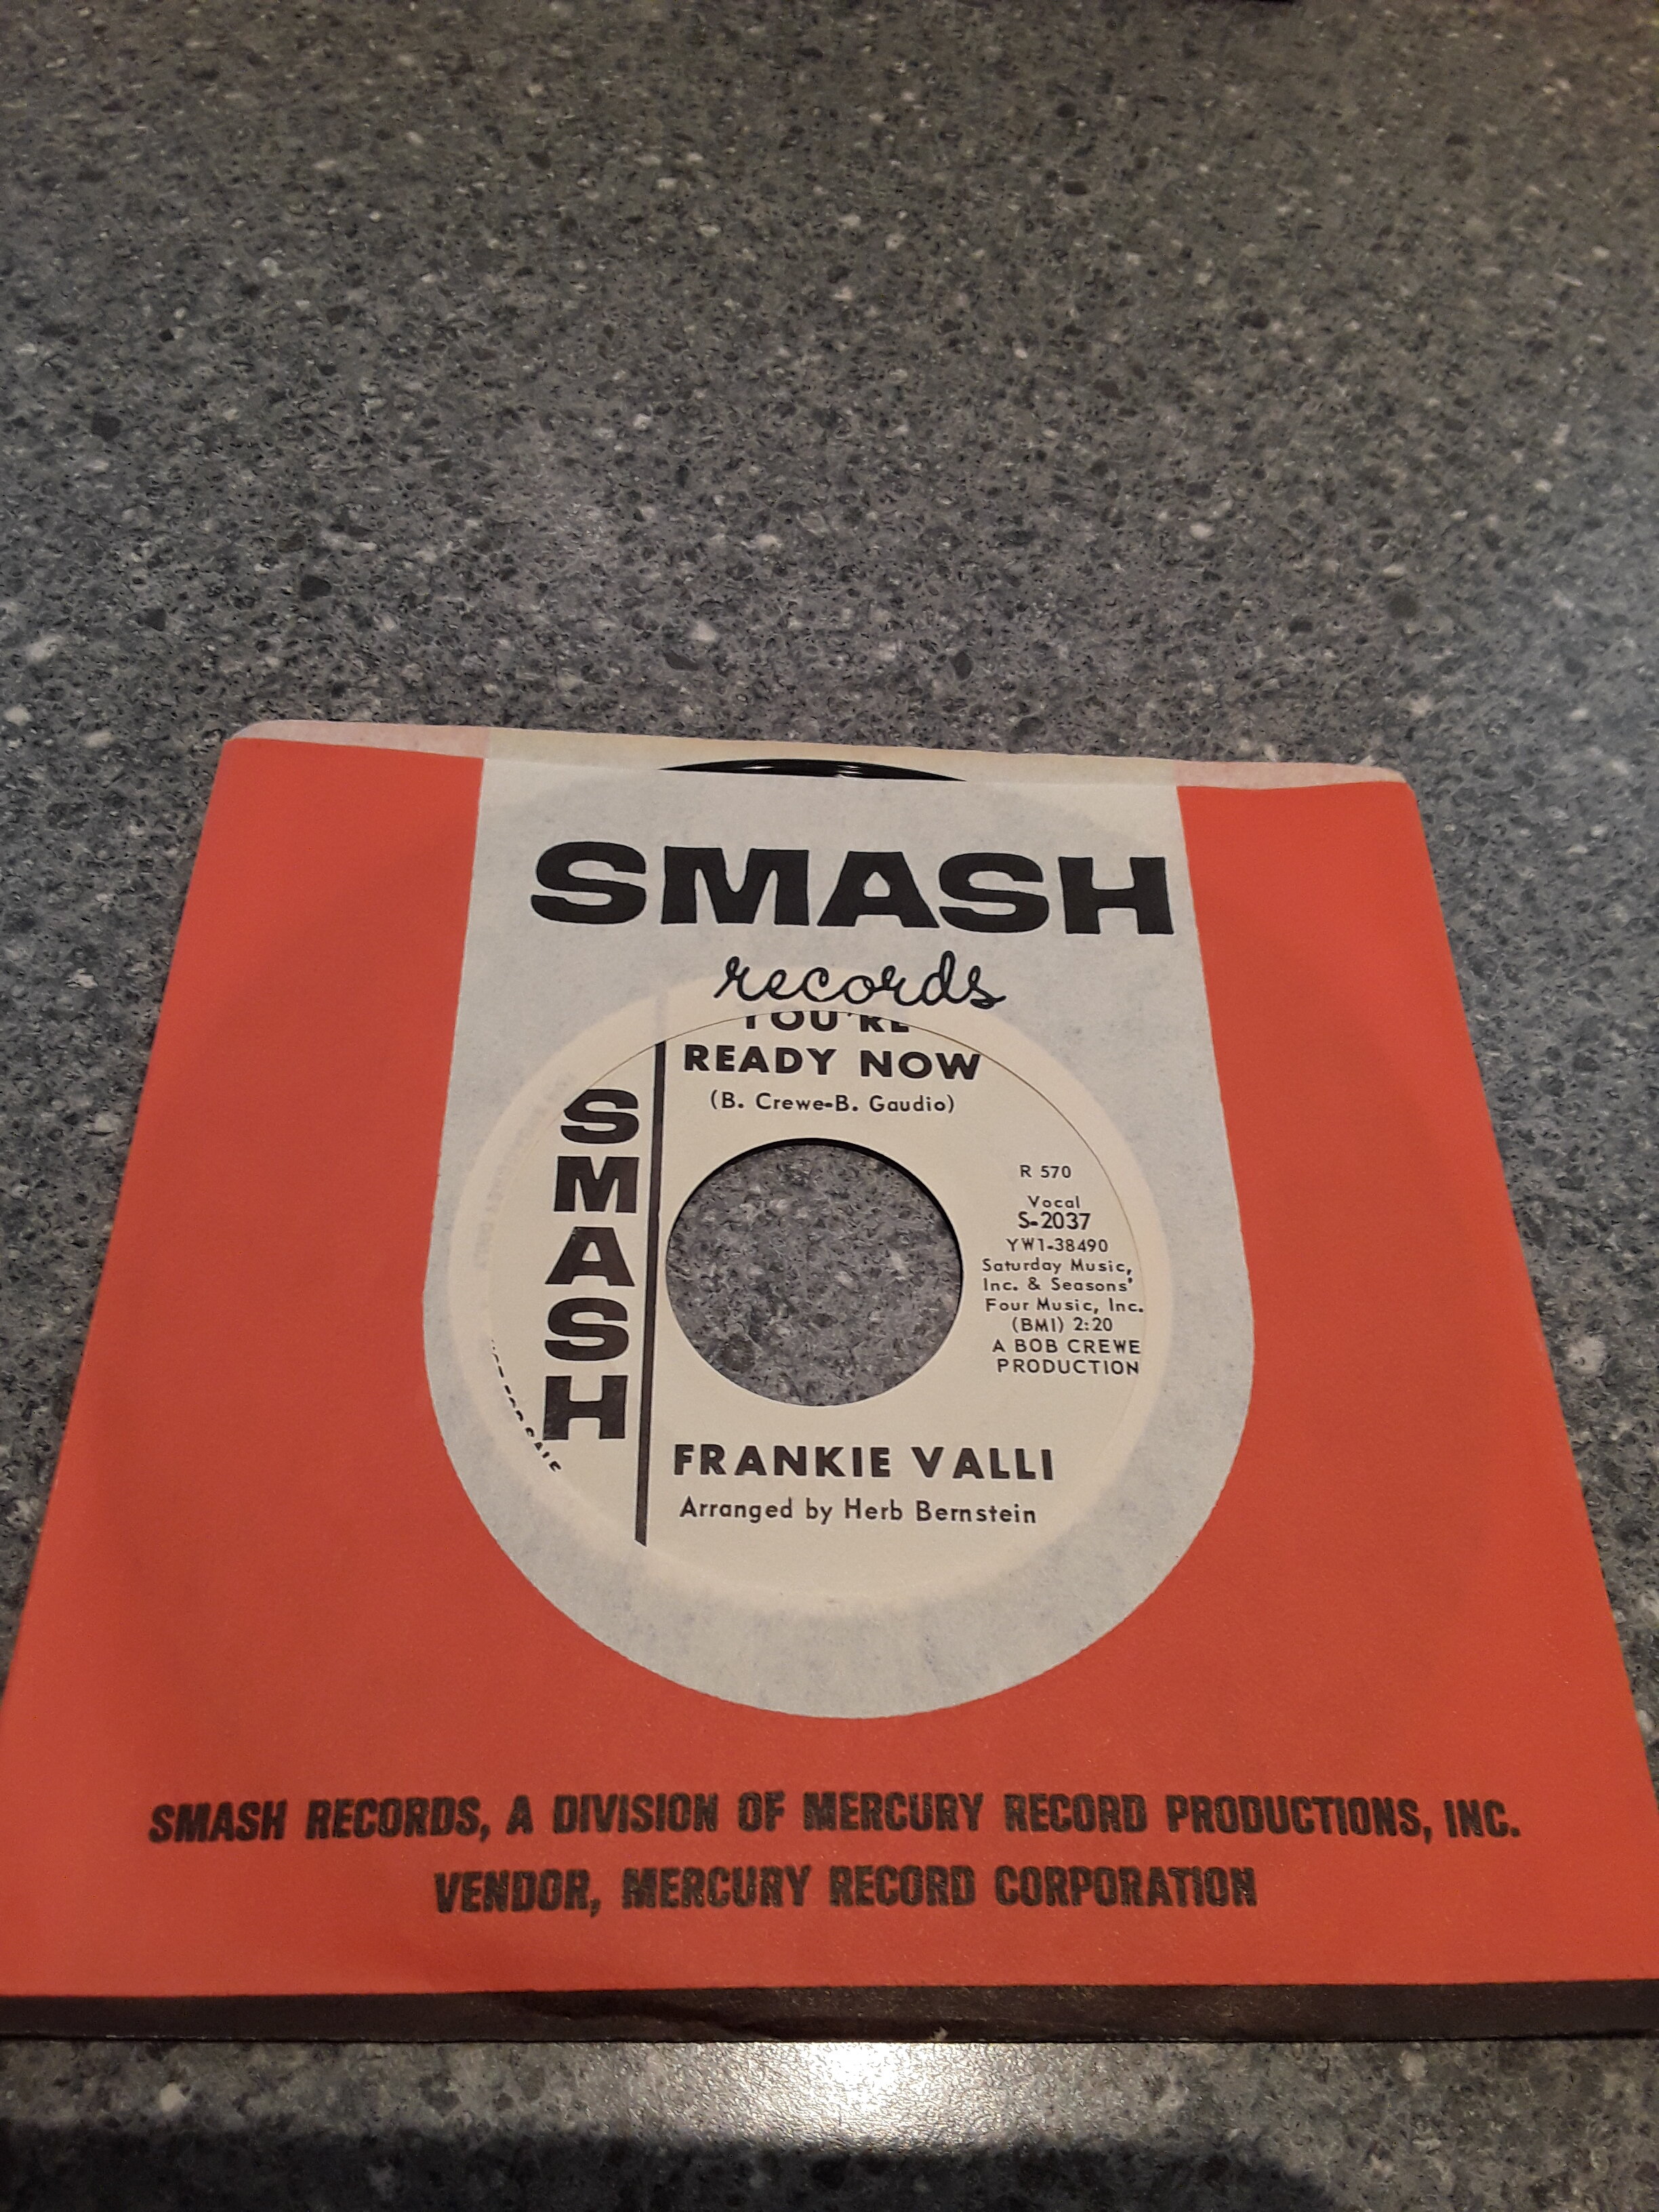 SMASH
records
YOU'RE
READY NOW
(B. Crewe-B. Gaudio)
SMASH
R 570
Vocal
S-2037
YW1-38490
Saturday Music,
Inc. & Seasons'
Four Music, Inc.
(BMI) 2:20
A BOB CREWE
PRODUCTION
FRANKIE VALLI
Arranged by Herb Bernstein
SMASH RECORDS, A DIVISION OF MERCURY RECORD PRODUCTIONS, INC.
VENDOR, MERCURY RECORD CORPORATION